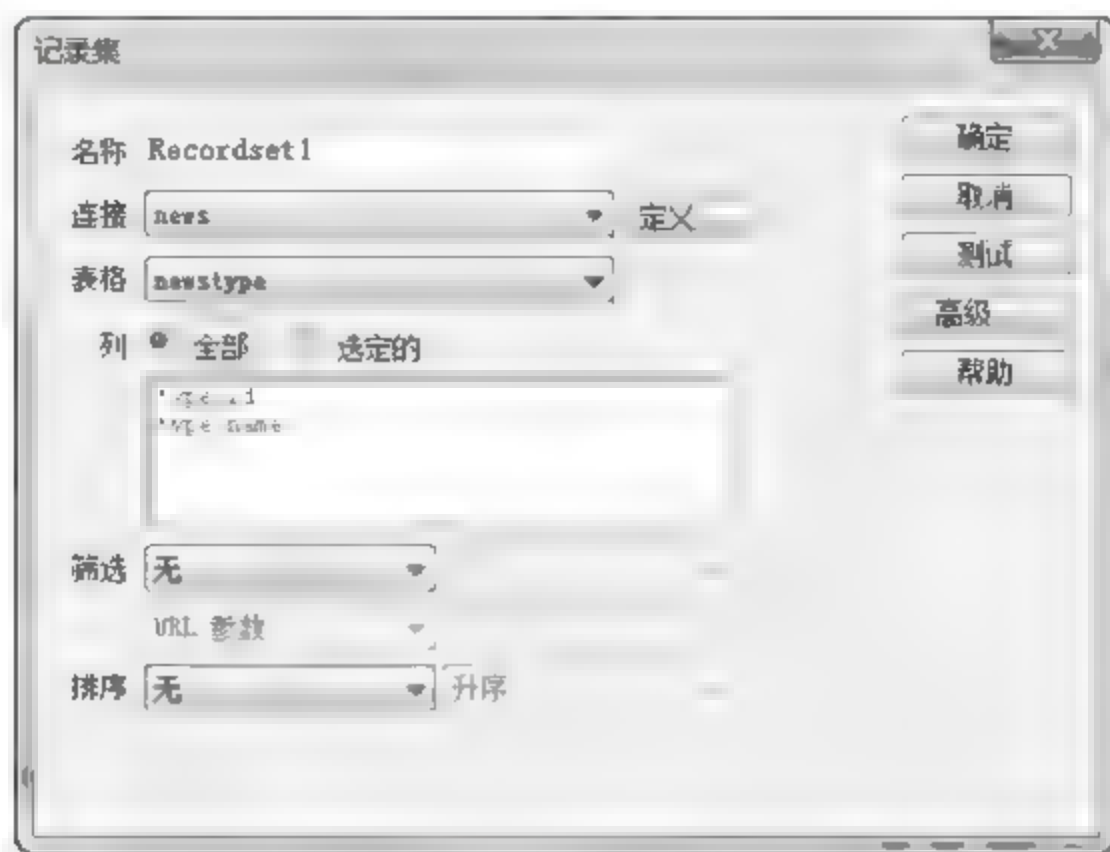 记录集
名称 Recordset1
连接 news 定义
表格 newstype
列 全部 选定的
type name
筛选 无
URL 参数
排序 无 升序
确定
取消
测试
高级
帮助